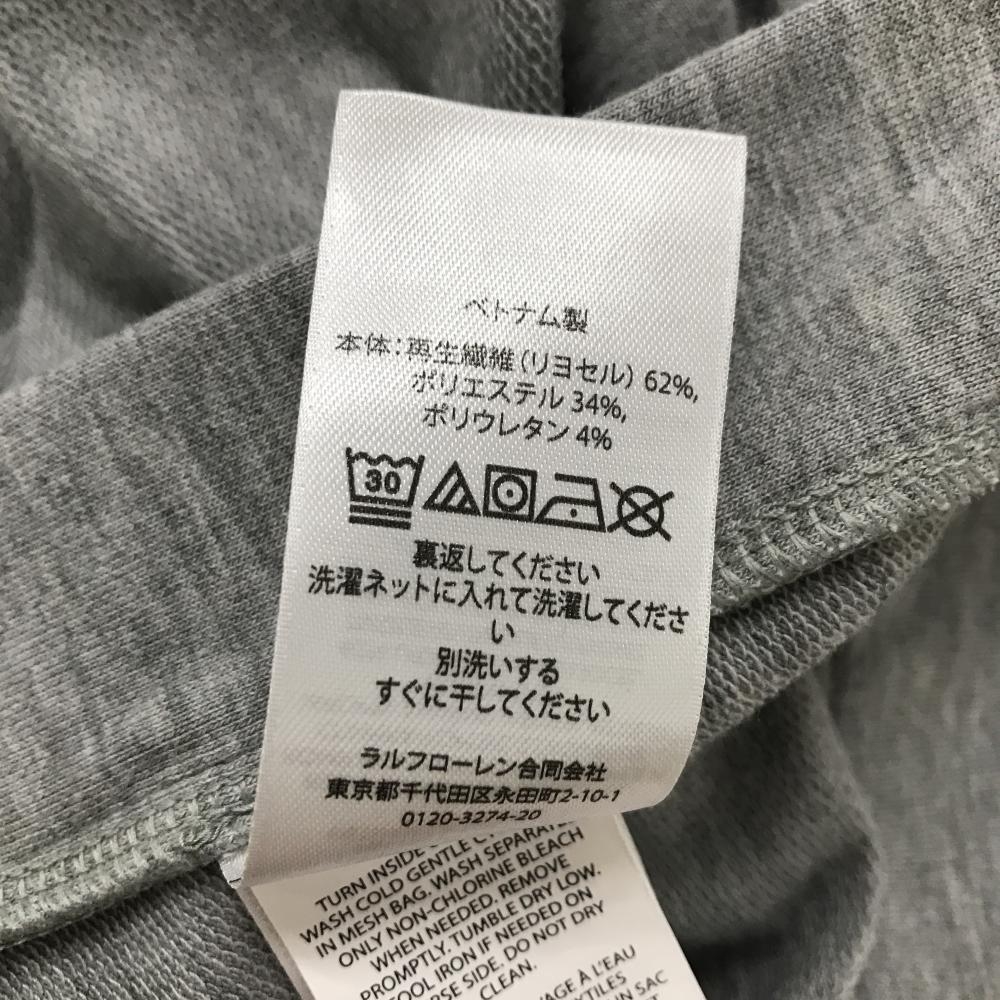 ベトナム製
本体:再生繊維(リヨセル) 62%,
ポリエステル 34%,
ポリウレタン 4%
30
裏返してください
洗濯ネットに入れて洗濯してくださ
い
別洗いする
すぐに干してください
ラルフローレン合同会社
東京都千代田区永田町2-10-1
0120-3274-20
TURN INSIDE
WASH COLD GENTLE
IN MESH BAG. WASH SEPARATE
ONLY NON-CHLORINE BLEACH
WHEN NEEDED. REMOVE
PROMPTLY. TUMBLE DRY LOW.
COOL IRON IF NEEDED ON
SIDE. DO NOT DRY
CLEAN.
À L'EAU
SAC